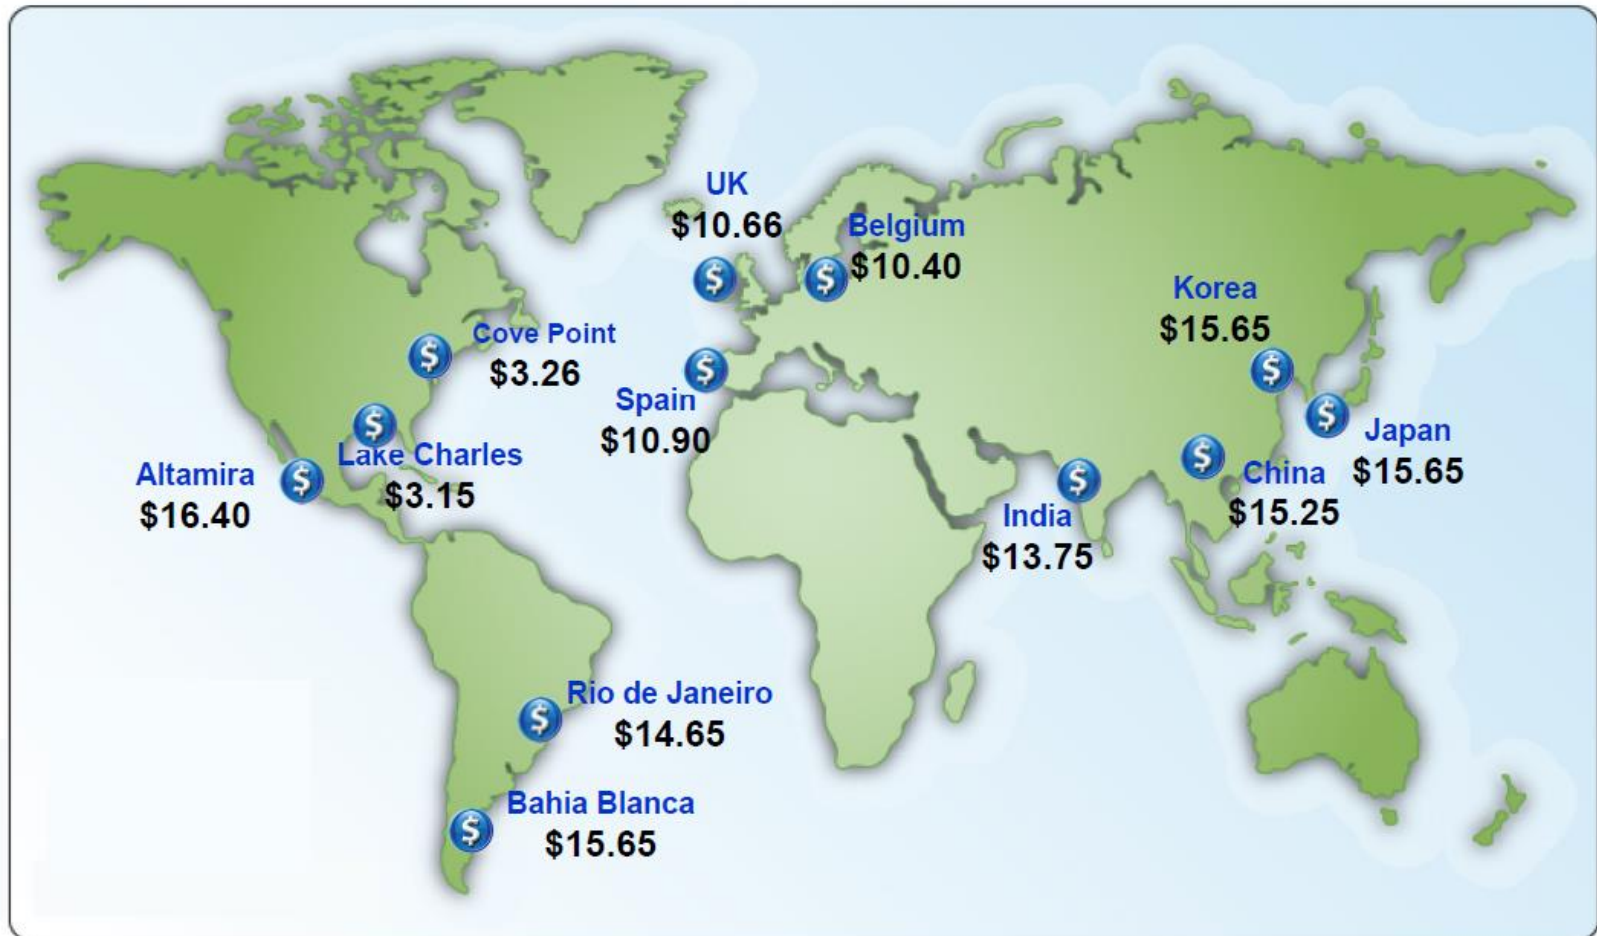 UK
$10.66
Belgium
$10.40
Korea
$15.65
Cove Point
$3.26
Spain
$10.90
Japan
$15.65
Lake Charles
$3.15
Altamira
$16.40
China
$15.25
India
$13.75
Rio de Janeiro
$14.65
Bahia Blanca
$15.65
$
$
$
$
$
$
$
$
$
$
$